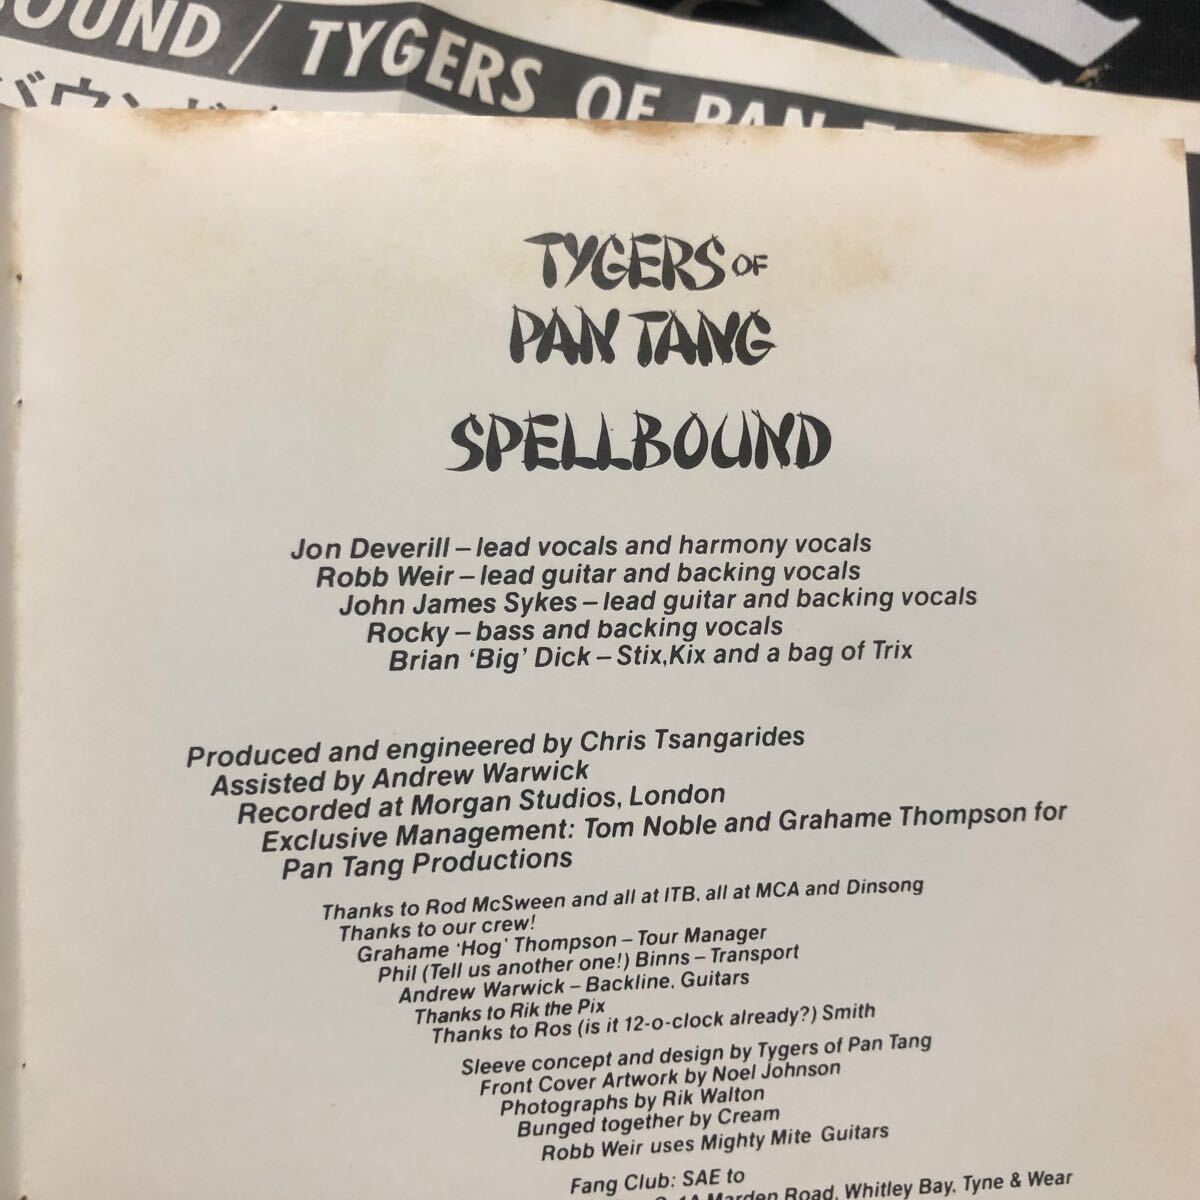 OUND / TYGERS OF PAN
バウンド
TYGERS OF
PAN TANG
SPELLBOUND
Jon Deverill – lead vocals and harmony vocals
Robb Weir – lead guitar and backing vocals
John James Sykes – lead guitar and backing vocals
Rocky – bass and backing vocals
Brian ‘Big’ Dick – Stix,Kix and a bag of Trix
Produced and engineered by Chris Tsangarides
Assisted by Andrew Warwick
Recorded at Morgan Studios, London
Exclusive Management: Tom Noble and Grahame Thompson for
Pan Tang Productions
Thanks to Rod McSween and all at ITB, all at MCA and Dinsong
Thanks to our crew!
Grahame ‘Hog’ Thompson – Tour Manager
Phil (Tell us another one!) Binns – Transport
Andrew Warwick – Backline, Guitars
Thanks to Rik the Pix
Thanks to Ros (is it 12-o-clock already?) Smith
Sleeve concept and design by Tygers of Pan Tang
Front Cover Artwork by Noel Johnson
Photographs by Rik Walton
Bunged together by Cream
Robb Weir uses Mighty Mite Guitars
Fang Club: SAE to
Marden Road, Whitley Bay, Tyne & Wear